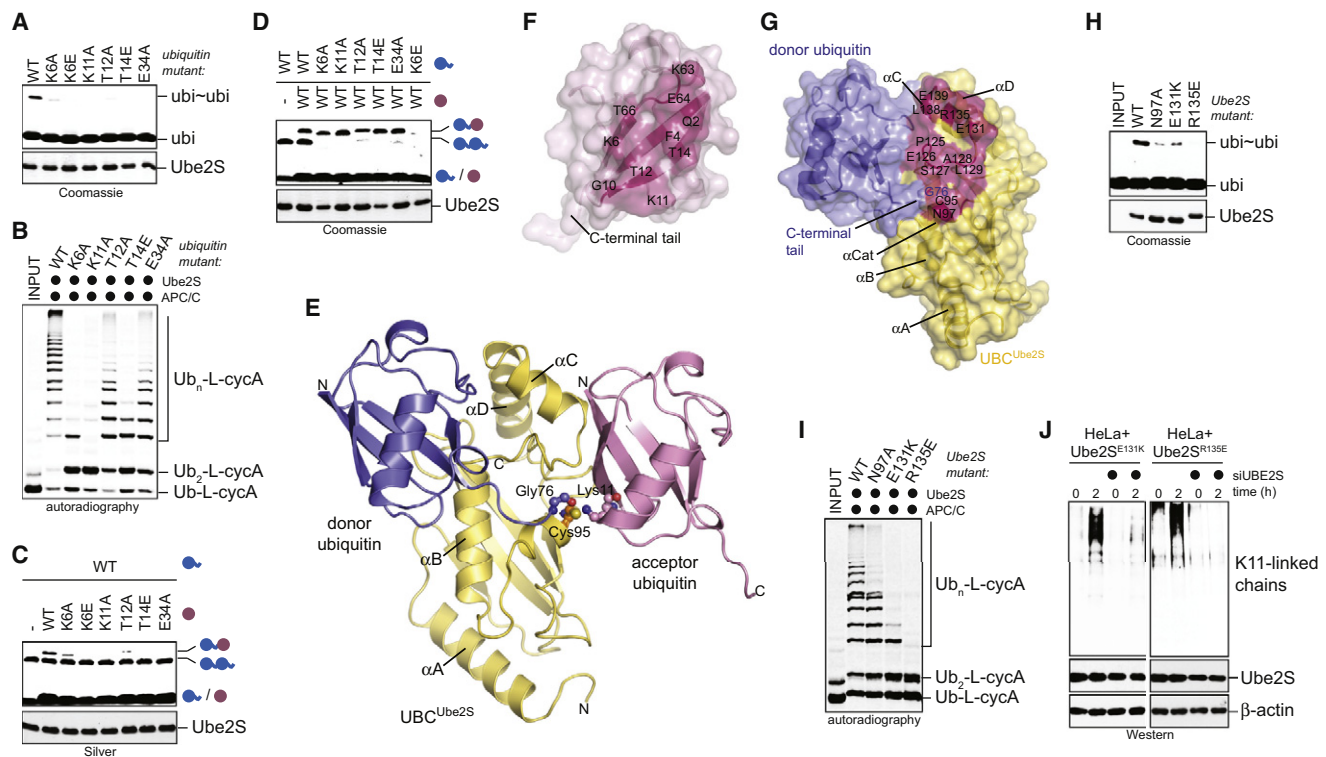 A
WT
K6A
K6E
K11A
T12A
T14E
E34A
ubiquitin
mutant:
ubi~ubi
ubi
Ube2S
Coomassie
B
INPUT
WT
K6A
K11A
T12A
T14E
E34A
ubiquitin
mutant:
Ube2S
APC/C
Ubn-L-cycA
Ub2-L-cycA
Ub-L-cycA
autoradiography
C
WT
-
WT
K6A
K6E
K11A
T12A
T14E
E34A
Ube2S
Silver
D
WT
WT
K6A
K11A
T12A
T14E
E34A
K6E
-
WT
WT
WT
WT
WT
WT
WT
/
Ube2S
Coomassie
E
N
αD
αC
N
C
Gly76
Lys11
Cys95
donor
ubiquitin
αB
acceptor
ubiquitin
C
αA
UBCUbe2S
N
F
K63
E64
T66
Q2
K6
F4
T14
T12
G10
K11
C-terminal tail
G
donor ubiquitin
αC
αD
E139
L138
R135
E131
P125
E126
A128
S127
L129
G76
C95
N97
C-terminal
tail
αCat
αB
αA
UBCUbe2S
H
INPUT
WT
N97A
E131K
R135E
Ube2S
mutant:
ubi~ubi
ubi
Ube2S
Coomassie
I
INPUT
WT
N97A
E131K
R135E
Ube2S
mutant:
Ube2S
APC/C
Ubn-L-cycA
Ub2-L-cycA
Ub-L-cycA
autoradiography
J
HeLa+
Ube2SE131K
HeLa+
Ube2SR135E
siUBE2S
0 2 0 2 0 2 0 2 time (h)
K11-linked
chains
Ube2S
β-actin
Western